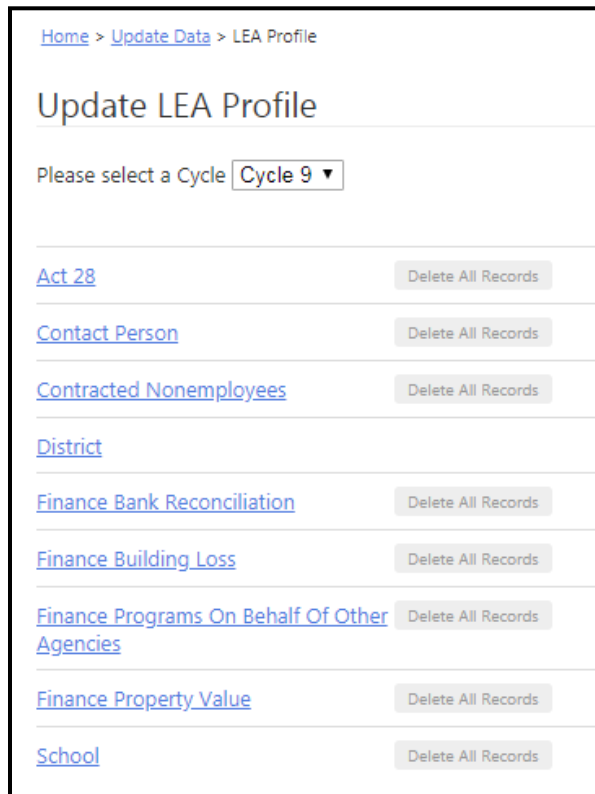 Home > Update Data > LEA Profile
Update LEA Profile
Please select a Cycle Cycle 9 ▼
Act 28 Delete All Records
Contact Person Delete All Records
Contracted Nonemployees Delete All Records
District
Finance Bank Reconciliation Delete All Records
Finance Building Loss Delete All Records
Finance Programs On Behalf Of Other Delete All Records
Agencies
Finance Property Value Delete All Records
School Delete All Records